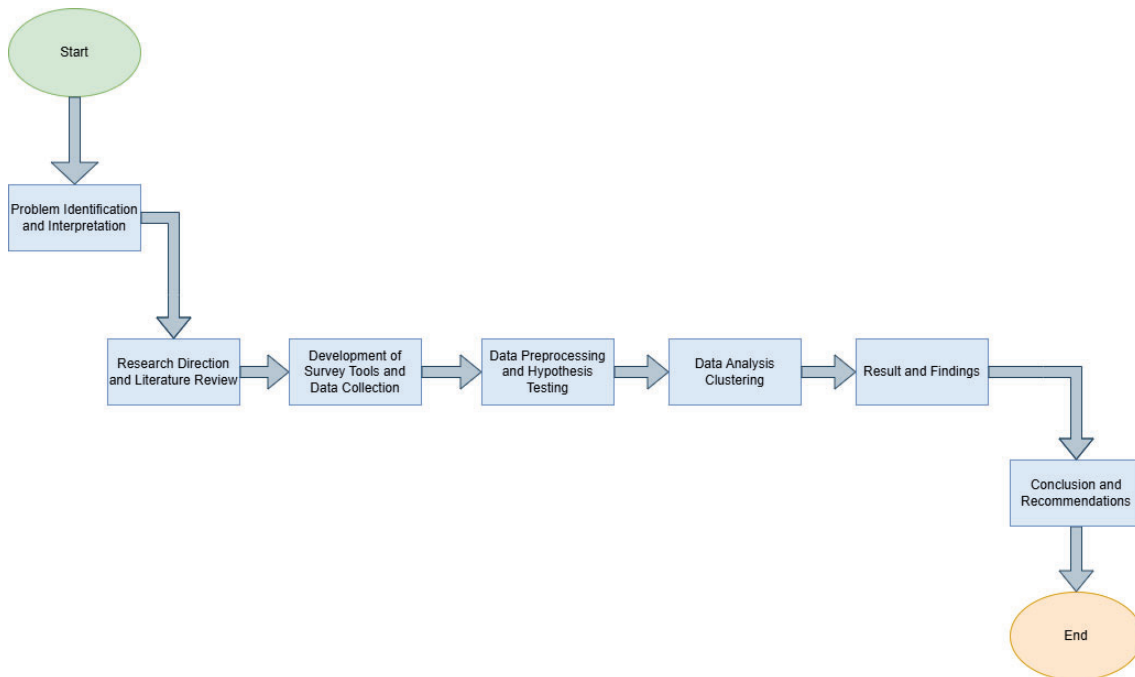 Start
Problem Identification
and Interpretation
Research Direction
and Literature Review
Development of
Survey Tools and
Data Collection
Data Preprocessing
and Hypothesis
Testing
Data Analysis
Clustering
Result and Findings
Conclusion and
Recommendations
End